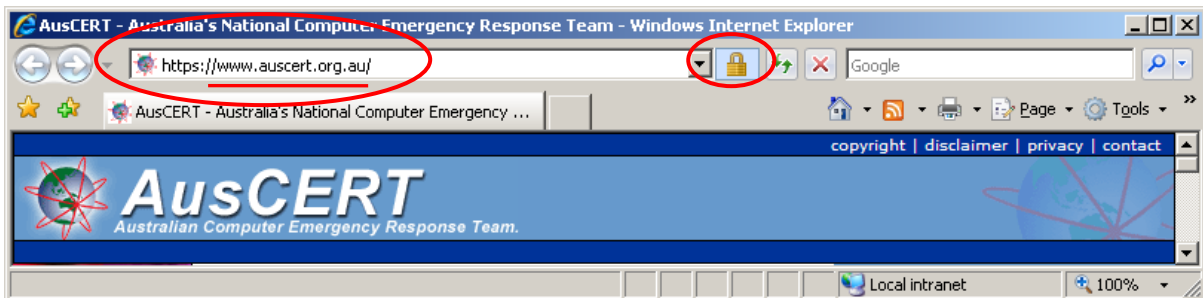 AusCERT - Australia's National Computer Emergency Response Team - Windows Internet Explorer
https://www.auscert.org.au/
Google
AusCERT - Australia's National Computer Emergency ...
Page
Tools
»
copyright | disclaimer | privacy | contact
AusCERT
Australian Computer Emergency Response Team.
Local intranet
100%